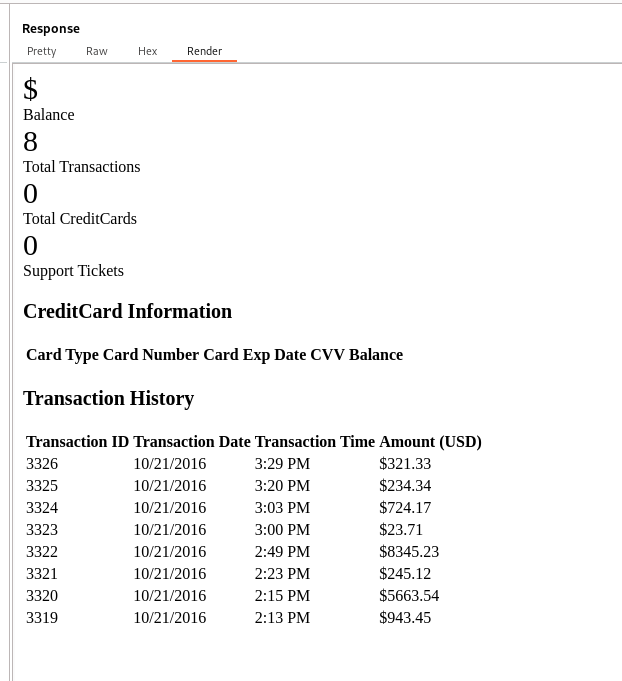 Response
Pretty Raw Hex Render
$
Balance
8
Total Transactions
0
Total CreditCards
0
Support Tickets
CreditCard Information
Card Type Card Number Card Exp Date CVV Balance
Transaction History
Transaction ID Transaction Date Transaction Time Amount (USD)
3326 10/21/2016 3:29 PM $321.33
3325 10/21/2016 3:20 PM $234.34
3324 10/21/2016 3:03 PM $724.17
3323 10/21/2016 3:00 PM $23.71
3322 10/21/2016 2:49 PM $8345.23
3321 10/21/2016 2:23 PM $245.12
3320 10/21/2016 2:15 PM $5663.54
3319 10/21/2016 2:13 PM $943.45